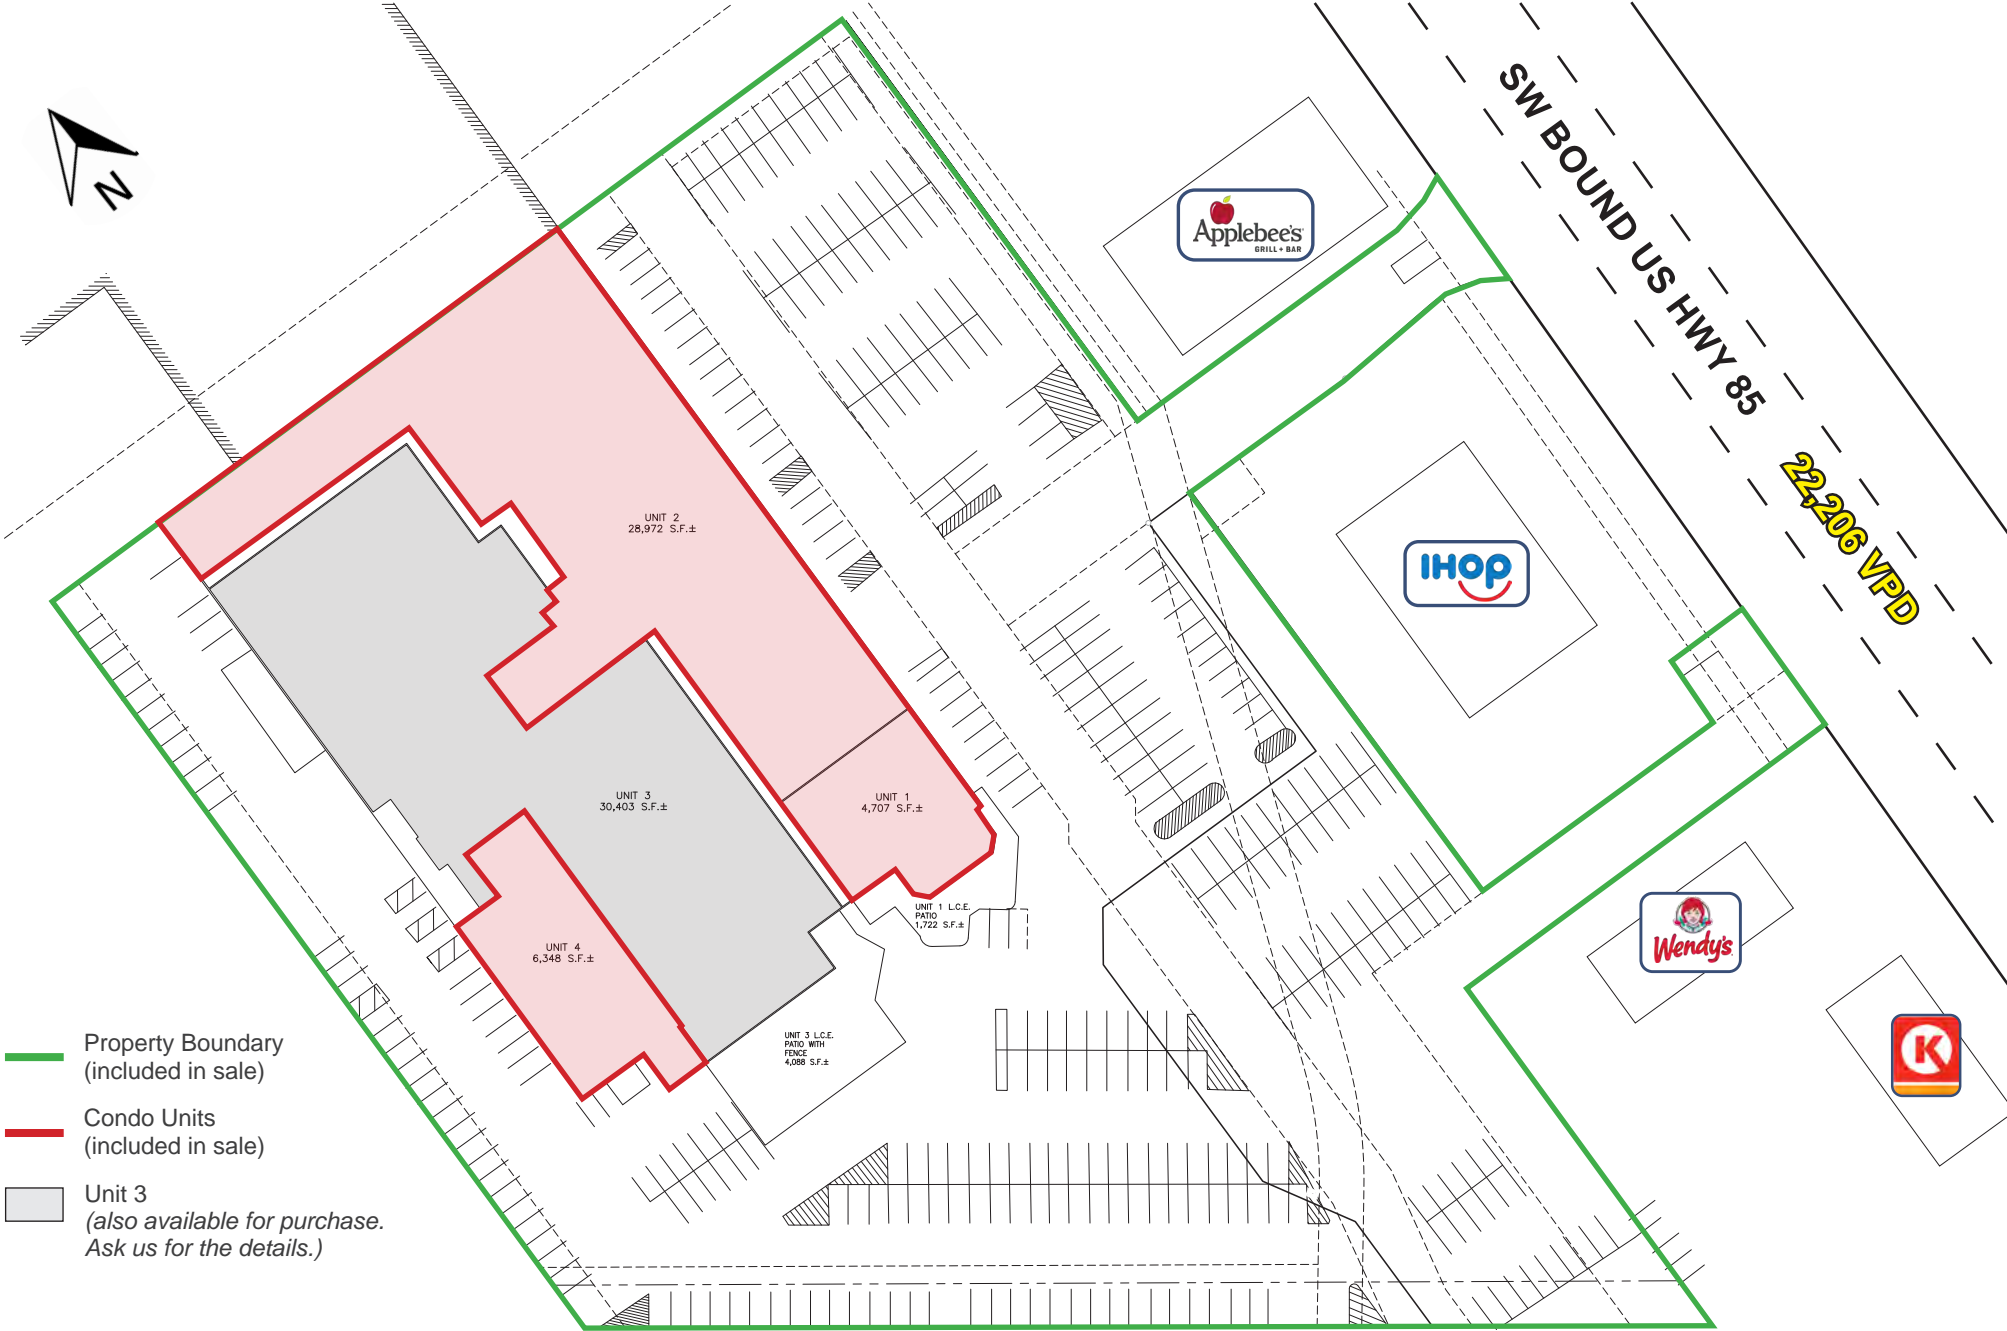 N
SW BOUND US HWY 85
22,206 VPD
Applebee's
GRILL + BAR
IHOP
Wendy's
K
UNIT 2
28,972 S.F.±
UNIT 3
30,403 S.F.±
UNIT 1
4,707 S.F.±
UNIT 1 L.C.E.
PATIO
1,722 S.F.±
UNIT 4
6,348 S.F.±
UNIT 3 L.C.E.
PATIO WITH
FENCE
4,088 S.F.±
Property Boundary
(included in sale)
Condo Units
(included in sale)
Unit 3
(also available for purchase.
Ask us for the details.)